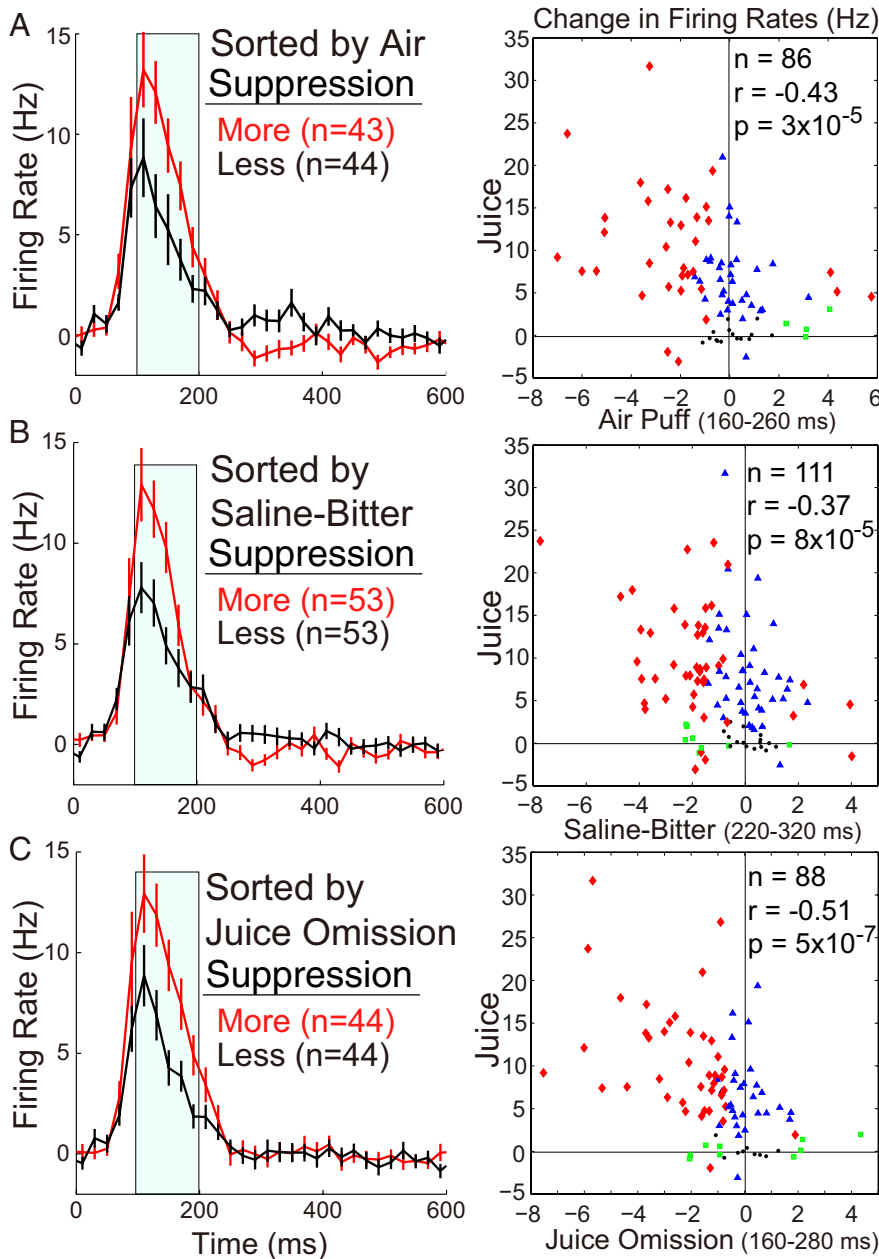 A
Firing Rate (Hz)
15
10
5
0
0
200
400
600
Sorted by Air
Suppression
More (n=43)
Less (n=44)
Change in Firing Rates (Hz)
Juice
35
30
25
20
15
10
5
0
−5
n = 86
r = -0.43
p = 3x10-5
−8
−6
−4
−2
0
2
4
6
Air Puff (160-260 ms)
B
Firing Rate (Hz)
15
10
5
0
0
200
400
600
Sorted by
Saline-Bitter
Suppression
More (n=53)
Less (n=53)
Juice
35
30
25
20
15
10
5
0
−5
n = 111
r = -0.37
p = 8x10-5
−8
−6
−4
−2
0
2
4
Saline-Bitter (220-320 ms)
C
Firing Rate (Hz)
15
10
5
0
0
200
400
600
Time (ms)
Sorted by
Juice Omission
Suppression
More (n=44)
Less (n=44)
Juice
35
30
25
20
15
10
5
0
−5
n = 88
r = -0.51
p = 5x10-7
−8
−6
−4
−2
0
2
4
Juice Omission (160-280 ms)